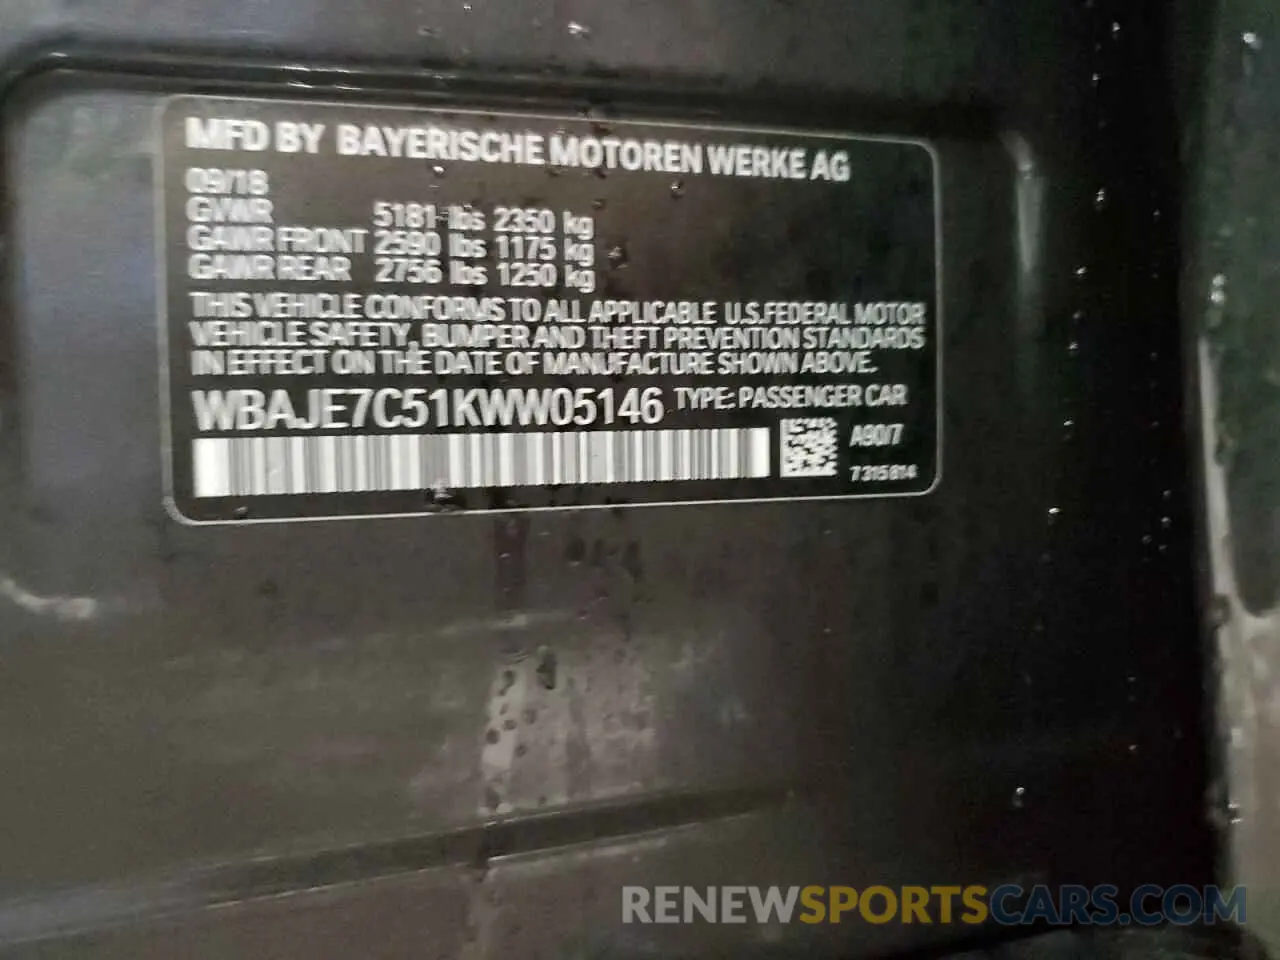 MFD BY BAYERISCHE MOTOREN WERKE AG
09/18
GVWR 5181 lbs 2350 kg
GAWR FRONT 2590 lbs 1175 kg
GAWR REAR 2756 lbs 1250 kg
THIS VEHICLE CONFORMS TO ALL APPLICABLE U.S.FEDERAL MOTOR
VEHICLE SAFETY, BUMPER AND THEFT PREVENTION STANDARDS
IN EFFECT ON THE DATE OF MANUFACTURE SHOWN ABOVE.
WBAJE7C51KWW05146 TYPE: PASSENGER CAR
A90/7
7315814
RENEWSPORTSCARS.COM